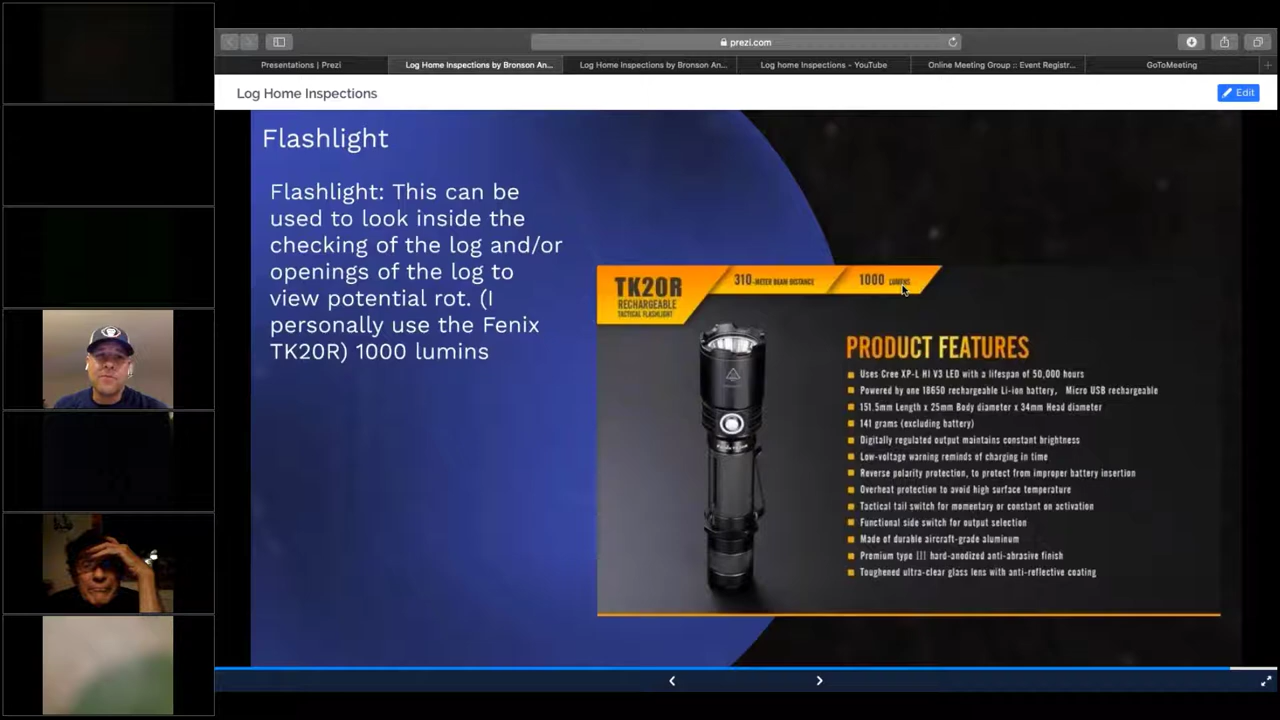 prezi.com
Presentations | Prezi
Log Home Inspections by Bronson An...
Log Home Inspections by Bronson An...
Log home Inspections - YouTube
Online Meeting Group :: Event Registr...
GoToMeeting
Log Home Inspections
Edit
Flashlight
Flashlight: This can be
used to look inside the
checking of the log and/or
openings of the log to
view potential rot. (I
personally use the Fenix
TK20R) 1000 lumins
TK20R
RECHARGEABLE
TACTICAL FLASHLIGHT
310-METER BEAM DISTANCE
1000 LUMENS
PRODUCT FEATURES
Uses Cree XP-L HI V3 LED with a lifespan of 50,000 hours
Powered by one 18650 rechargeable Li-ion battery, Micro USB rechargeable
151.5mm Length x 25mm Body diameter x 34mm Head diameter
141 grams (excluding battery)
Digitally regulated output maintains constant brightness
Low-voltage warning reminds of charging in time
Reverse polarity protection, to protect from improper battery insertion
Overheat protection to avoid high surface temperature
Tactical tail switch for momentary or constant on activation
Functional side switch for output selection
Made of durable aircraft-grade aluminum
Premium type III hard-anodized anti-abrasive finish
Toughened ultra-clear glass lens with anti-reflective coating